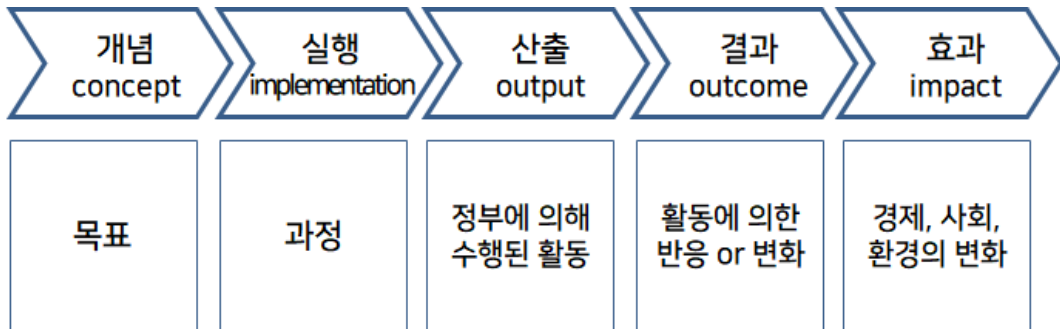 개념
concept
실행
implementation
산출
output
결과
outcome
효과
impact
목표
과정
정부에 의해
수행된 활동
활동에 의한
반응 or 변화
경제, 사회,
환경의 변화